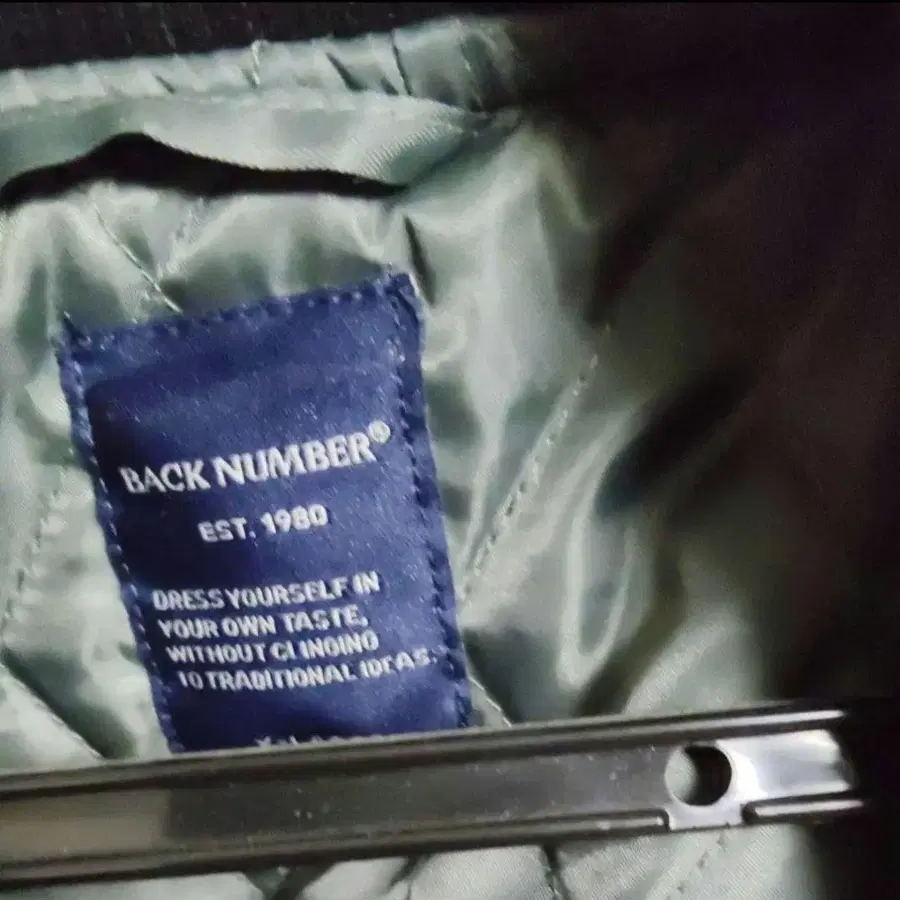 BACK NUMBER®
EST. 1980
DRESS YOURSELF IN
YOUR OWN TASTE,
WITHOUT CLINGING
TO TRADITIONAL IDEAS.